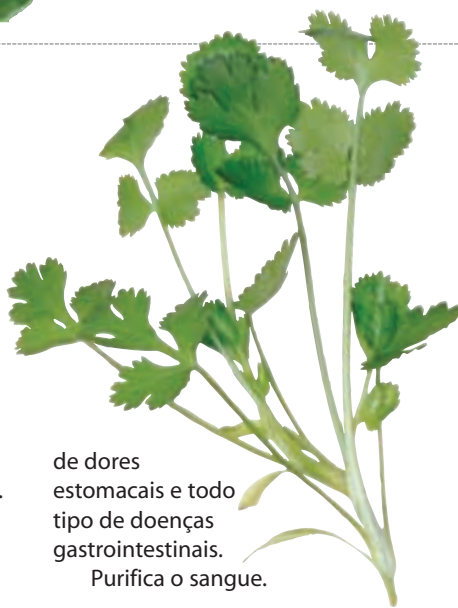 de dores
estomacais e todo
tipo de doenças
gastrointestinais.
Purifica o sangue.